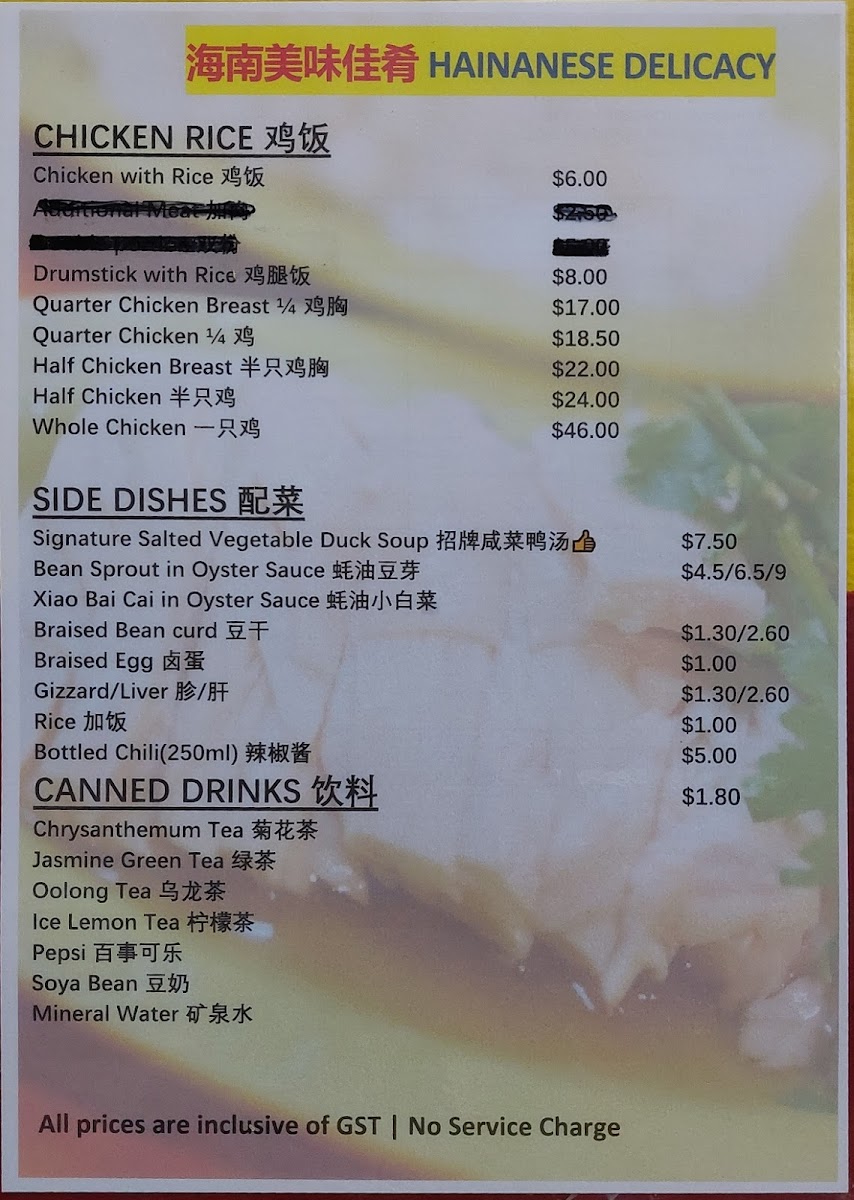 海南美味佳肴 HAINANESE DELICACY
CHICKEN RICE 鸡饭
Chicken with Rice 鸡饭 $6.00
Additional Meat $2.50
Drumstick with Rice 鸡腿饭 $8.00
Quarter Chicken Breast ¼ 鸡胸 $17.00
Quarter Chicken ¼ 鸡 $18.50
Half Chicken Breast 半只鸡胸 $22.00
Half Chicken 半只鸡 $24.00
Whole Chicken 一只鸡 $46.00
SIDE DISHES 配菜
Signature Salted Vegetable Duck Soup 招牌咸菜鸭汤👍 $7.50
Bean Sprout in Oyster Sauce 蚝油豆芽 $4.5/6.5/9
Xiao Bai Cai in Oyster Sauce 蚝油小白菜
Braised Bean curd 豆干 $1.30/2.60
Braised Egg 卤蛋 $1.00
Gizzard/Liver 胗/肝 $1.30/2.60
Rice 加饭 $1.00
Bottled Chili(250ml) 辣椒酱 $5.00
CANNED DRINKS 饮料 $1.80
Chrysanthemum Tea 菊花茶
Jasmine Green Tea 绿茶
Oolong Tea 乌龙茶
Ice Lemon Tea 柠檬茶
Pepsi 百事可乐
Soya Bean 豆奶
Mineral Water 矿泉水
All prices are inclusive of GST | No Service Charge